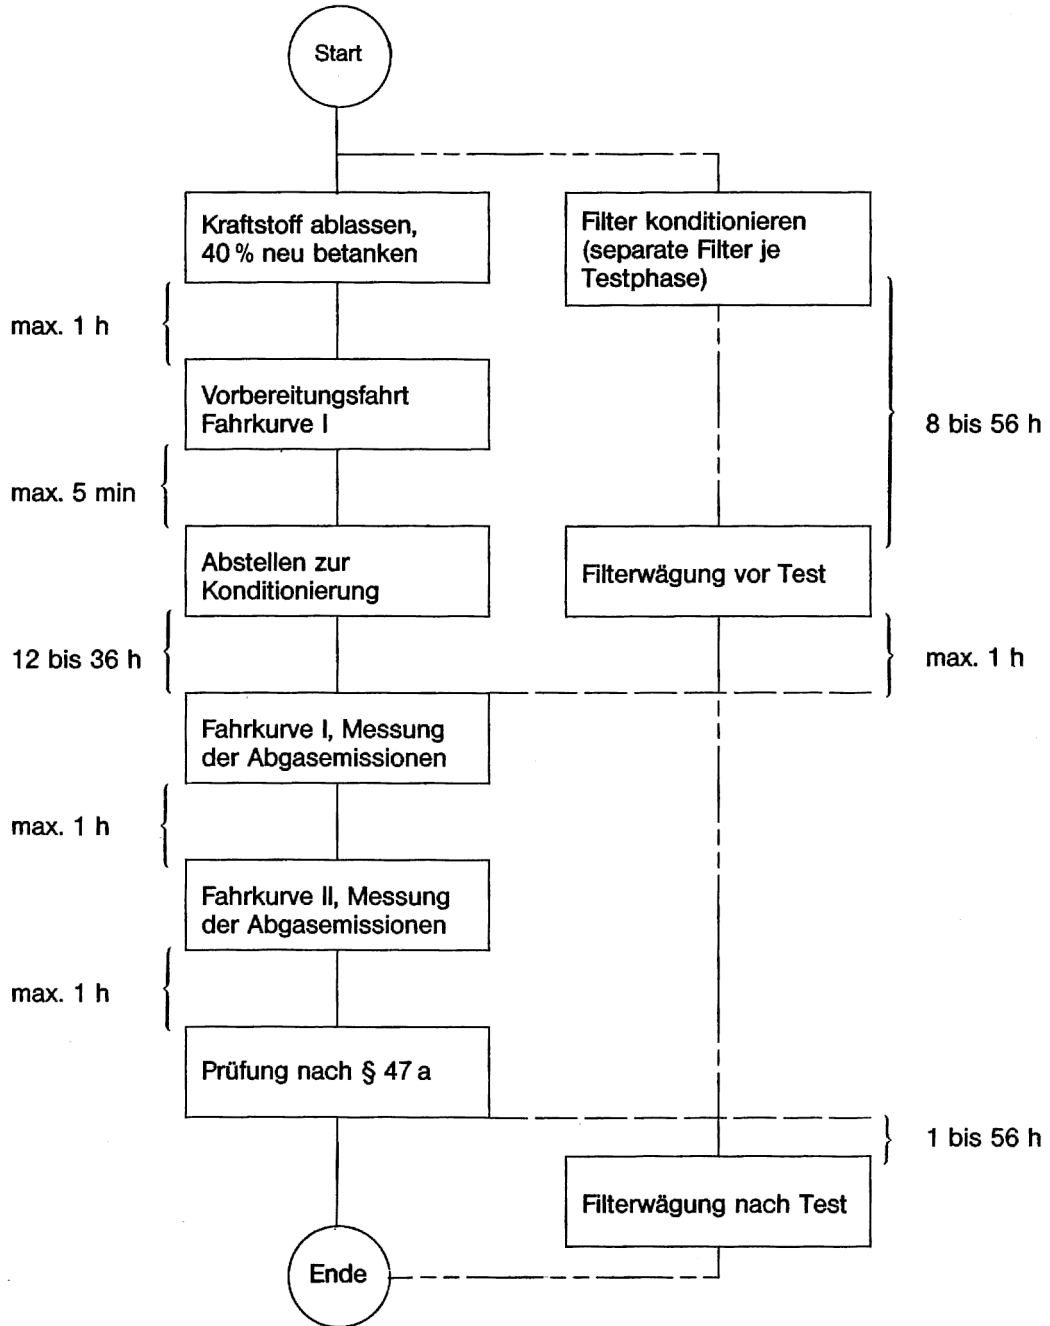 Start
Kraftstoff ablassen,
40 % neu betanken
Filter konditionieren
(separate Filter je
Testphase)
max. 1 h
Vorbereitungsfahrt
Fahrkurve I
8 bis 56 h
max. 5 min
Abstellen zur
Konditionierung
Filterwägung vor Test
12 bis 36 h
max. 1 h
Fahrkurve I, Messung
der Abgasemissionen
max. 1 h
Fahrkurve II, Messung
der Abgasemissionen
max. 1 h
Prüfung nach § 47 a
1 bis 56 h
Filterwägung nach Test
Ende